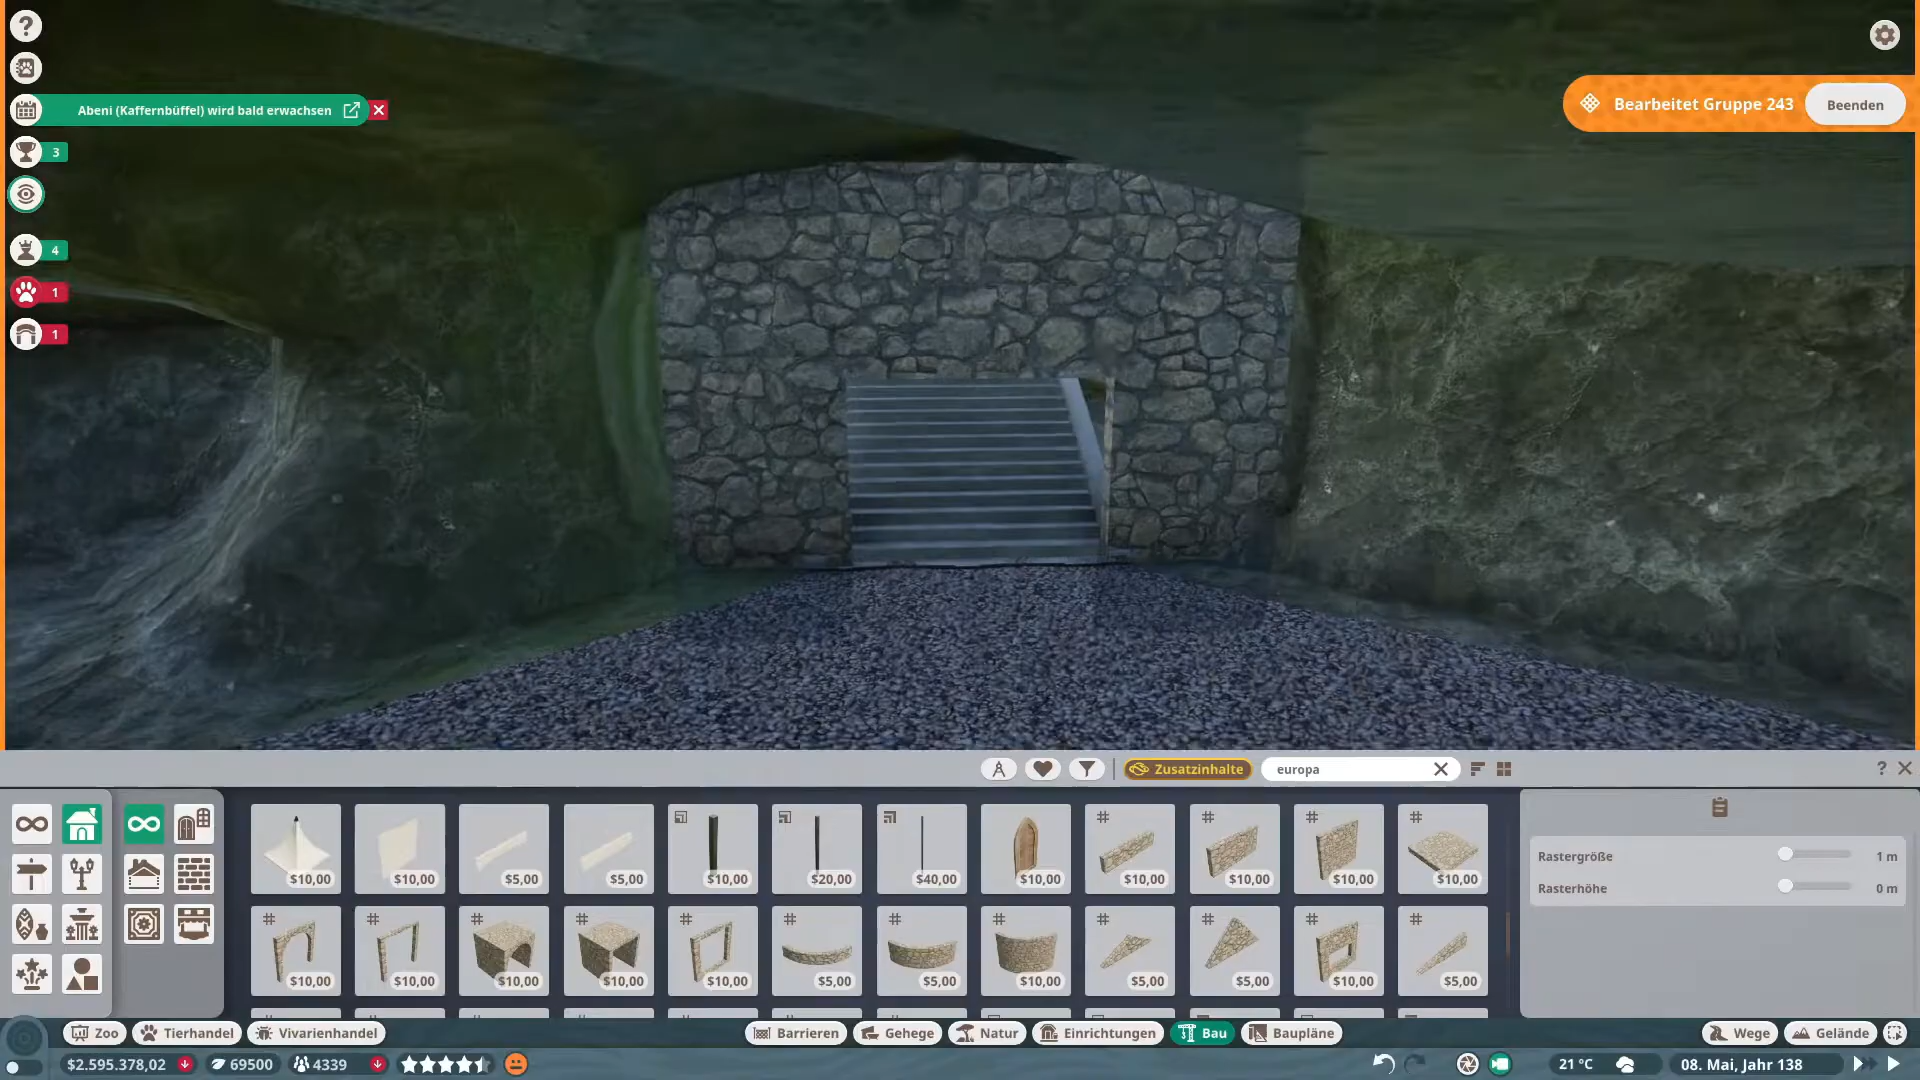 ?
Abeni (Kaffernbüffel) wird bald erwachsen
Bearbeitet Gruppe 243
Beenden
3
4
1
1
Zusatzinhalte
europa
?
$10,00
$10,00
$5,00
$5,00
$10,00
$20,00
$40,00
$10,00
$10,00
$10,00
$10,00
$10,00
$10,00
$10,00
$10,00
$10,00
$10,00
$5,00
$5,00
$10,00
$5,00
$5,00
$10,00
$5,00
Rastergröße
1 m
Rasterhöhe
0 m
Zoo
Tierhandel
Vivarienhandel
Barrieren
Gehege
Natur
Einrichtungen
Bau
Baupläne
Wege
Gelände
$2.595.378,02
69500
4339
21 °C
08. Mai, Jahr 138